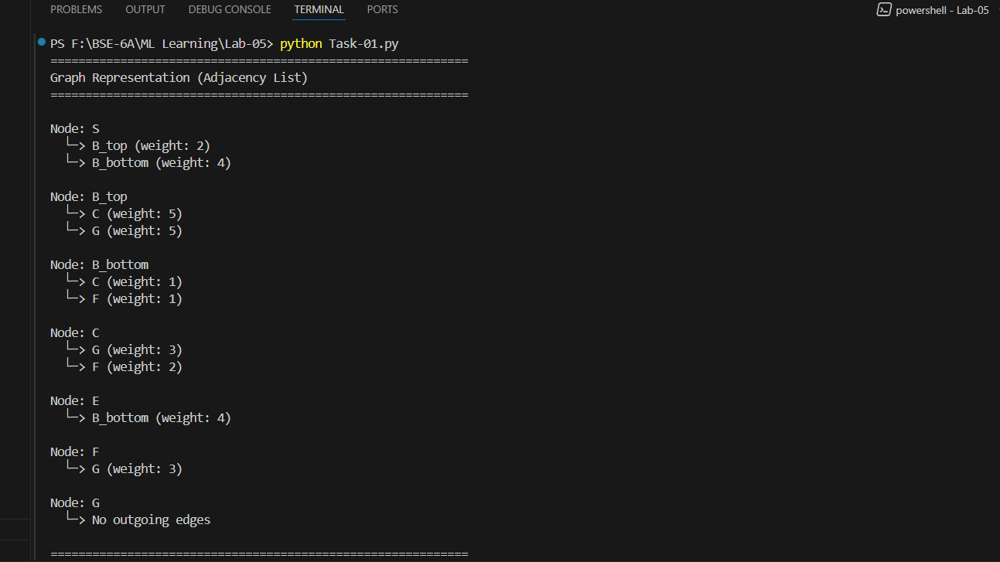 PROBLEMS OUTPUT DEBUG CONSOLE TERMINAL PORTS powershell - Lab-05
PS F:\BSE-6A\ML Learning\Lab-05> python Task-01.py
============================================================
Graph Representation (Adjacency List)
============================================================
Node: S
└─> B_top (weight: 2)
└─> B_bottom (weight: 4)
Node: B_top
└─> C (weight: 5)
└─> G (weight: 5)
Node: B_bottom
└─> C (weight: 1)
└─> F (weight: 1)
Node: C
└─> G (weight: 3)
└─> F (weight: 2)
Node: E
└─> B_bottom (weight: 4)
Node: F
└─> G (weight: 3)
Node: G
└─> No outgoing edges
============================================================